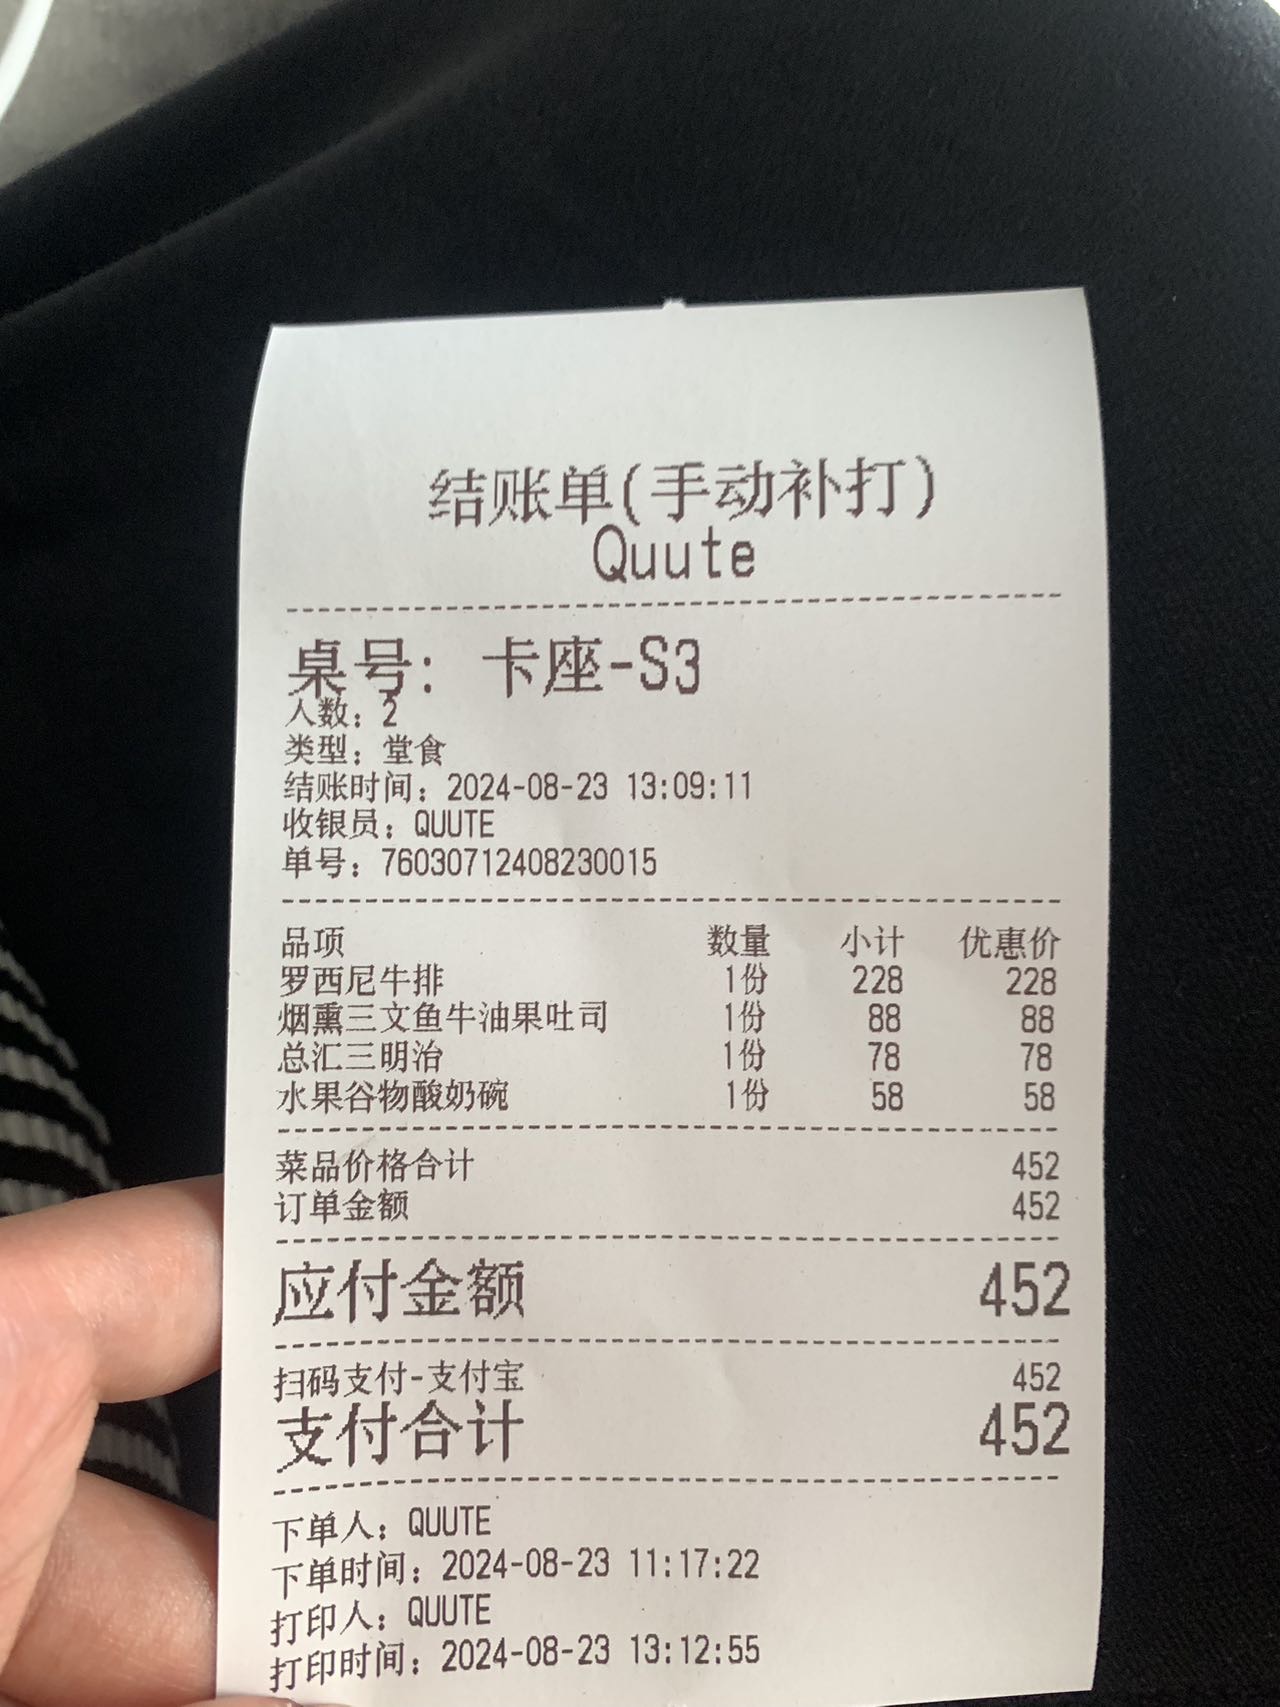 结账单(手动补打)
Quute
桌号: 卡座-S3
人数: 2
类型: 堂食
结账时间: 2024-08-23 13:09:11
收银员: QUUTE
单号: 76030712408230015
品项 数量 小计 优惠价
罗西尼牛排 1份 228 228
烟熏三文鱼牛油果吐司 1份 88 88
总汇三明治 1份 78 78
水果谷物酸奶碗 1份 58 58
菜品价格合计 452
订单金额 452
应付金额 452
扫码支付-支付宝 452
支付合计 452
下单人: QUUTE
下单时间: 2024-08-23 11:17:22
打印人: QUUTE
打印时间: 2024-08-23 13:12:55